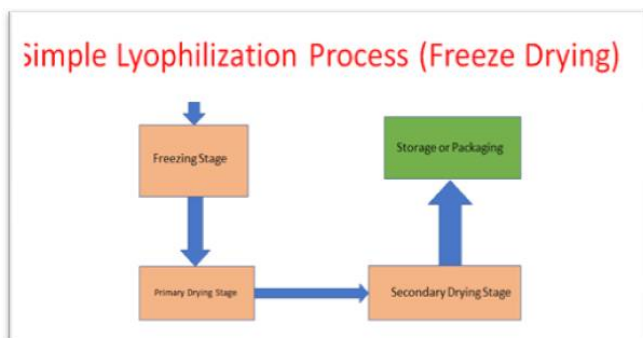 Simple Lyophilization Process (Freeze Drying)
Freezing Stage
Primary Drying Stage
Secondary Drying Stage
Storage or Packaging